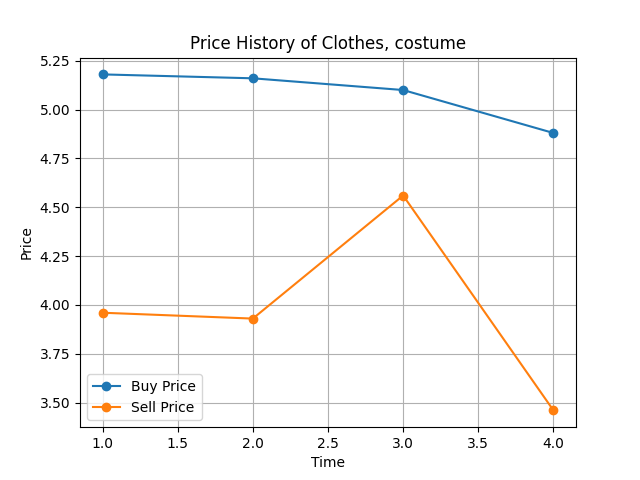 Price History of Clothes, costume
5.25
5.00
4.75
4.50
4.25
4.00
3.75
3.50
Price
Buy Price
Sell Price
1.0 1.5 2.0 2.5 3.0 3.5 4.0
Time